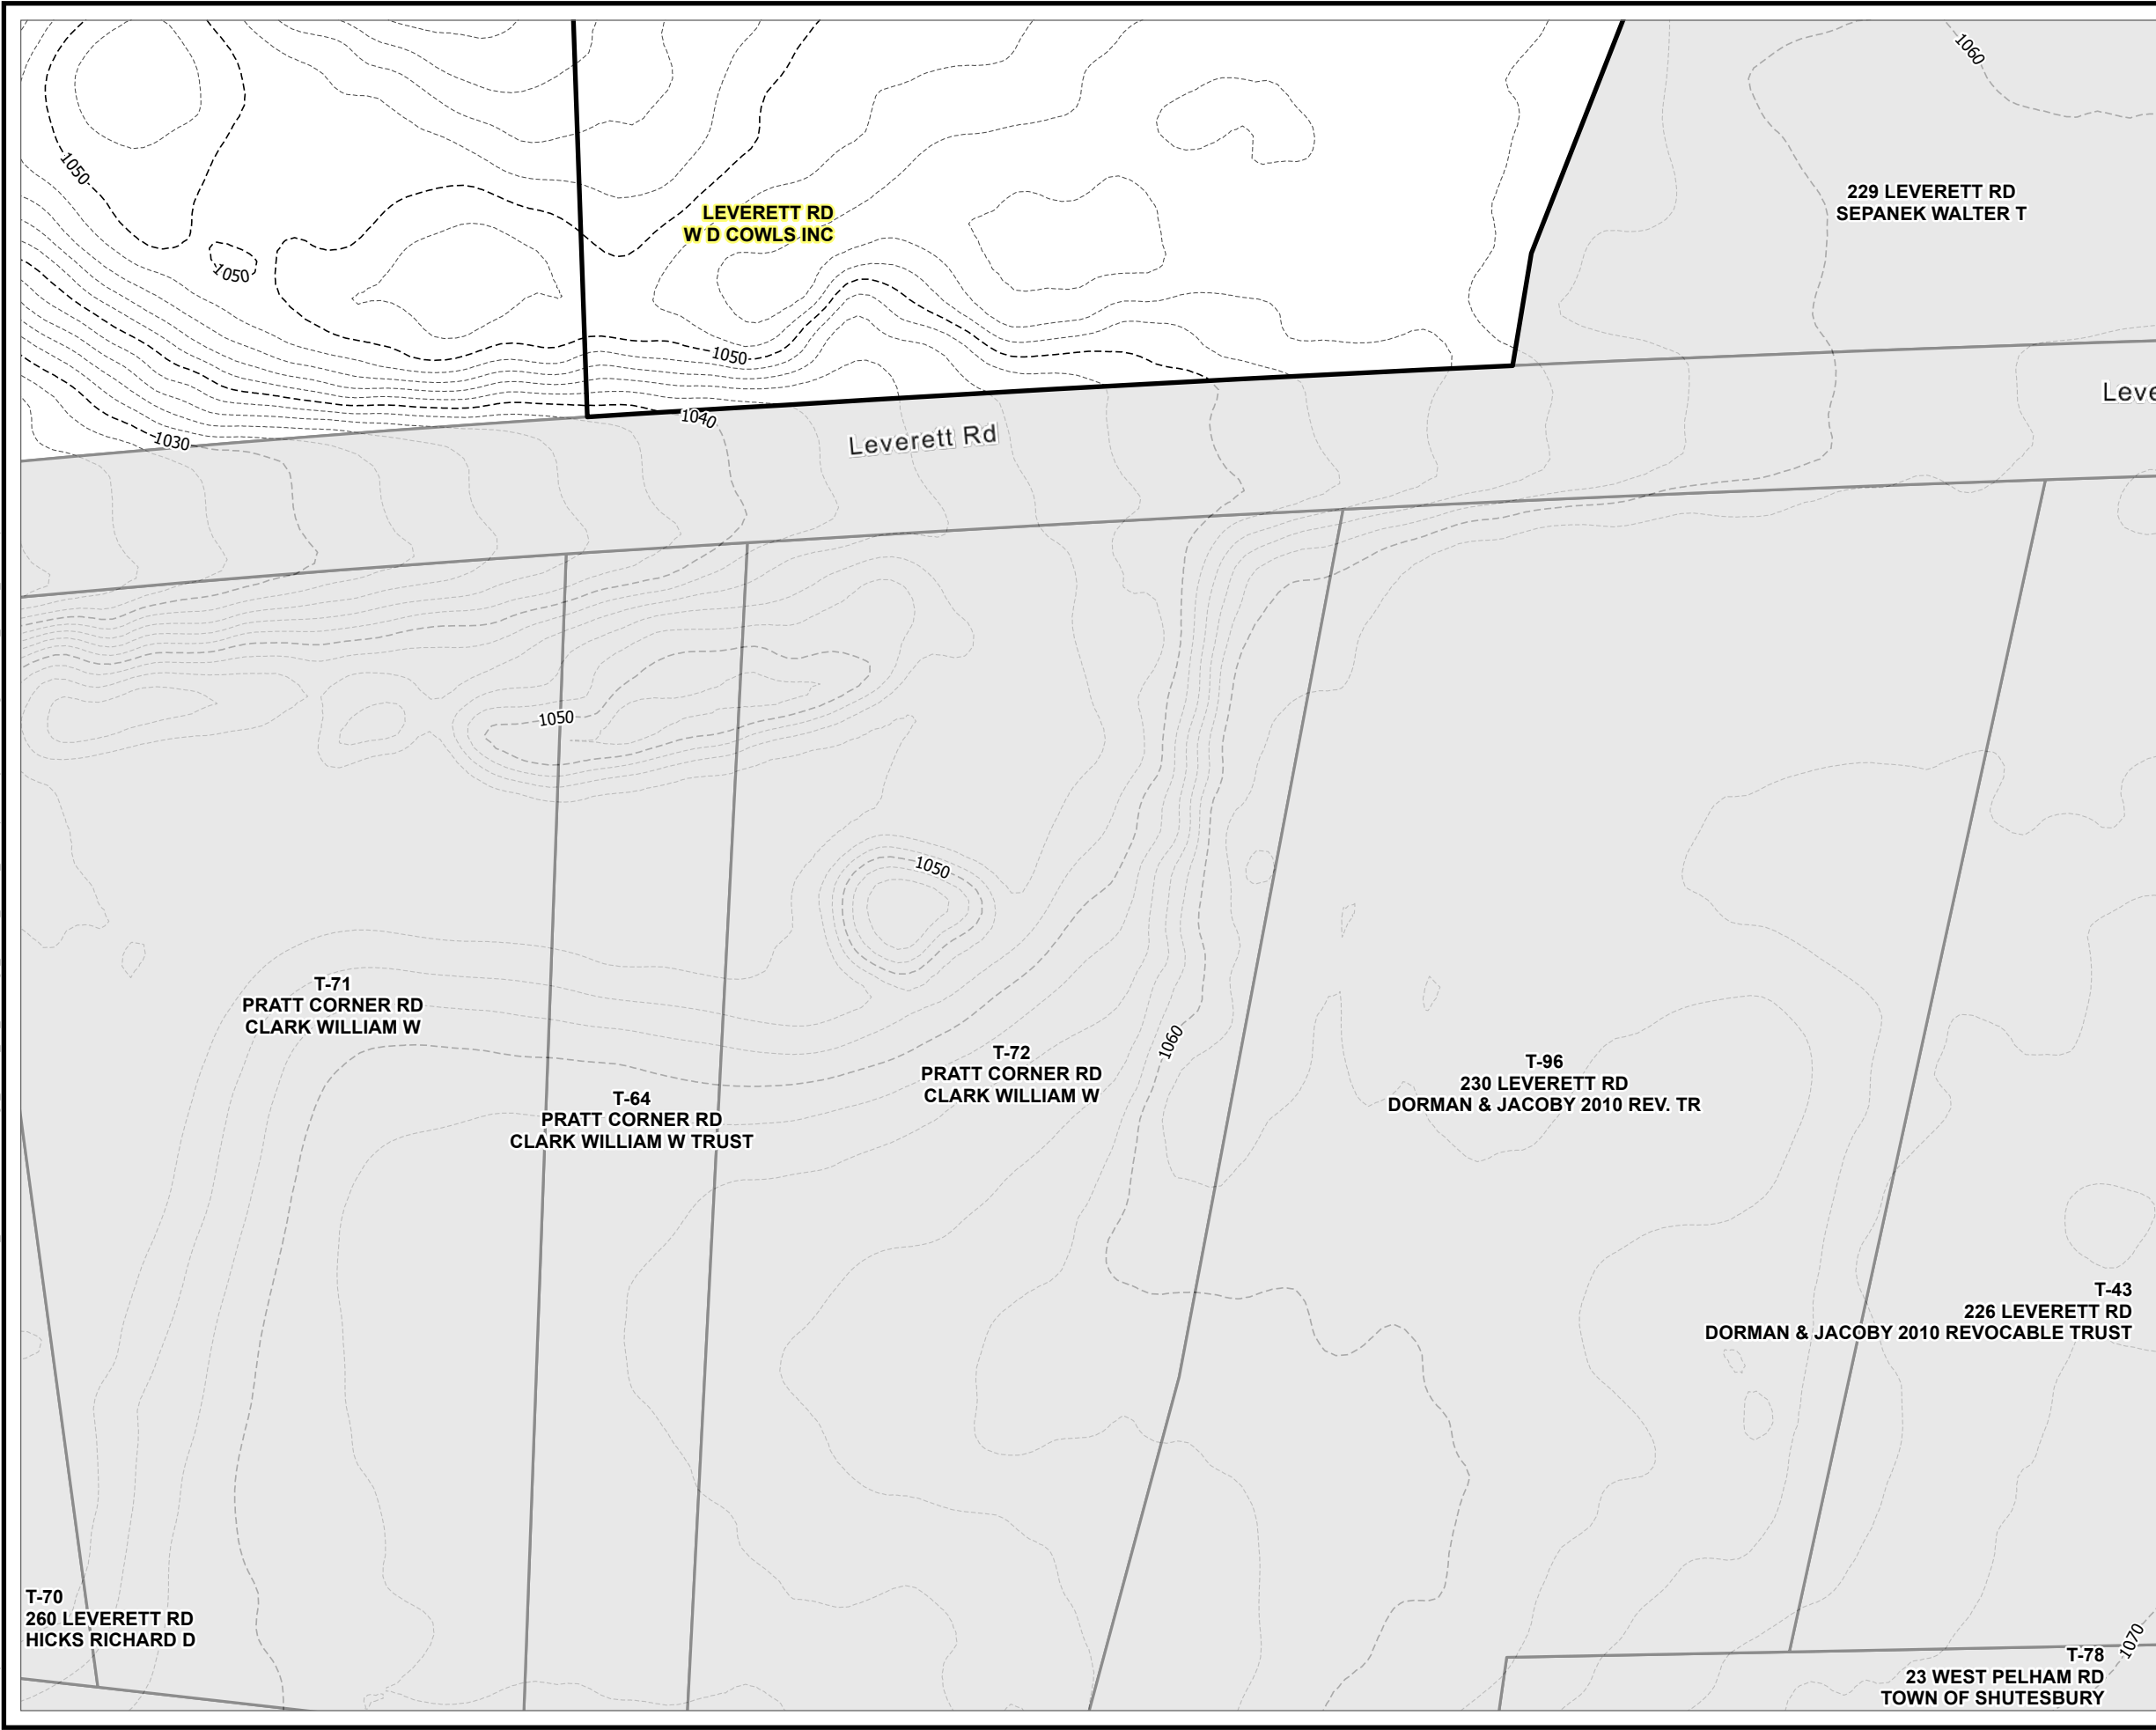 1060
1050
229 LEVERETT RD
SEPANEK WALTER T
LEVERETT RD
W D COWLS INC
1050
1050
Leve
1040
1030
Leverett Rd
1050
1050
T-71
PRATT CORNER RD
CLARK WILLIAM W
1060
T-72
PRATT CORNER RD
CLARK WILLIAM W
T-96
230 LEVERETT RD
DORMAN & JACOBY 2010 REV. TR
T-64
PRATT CORNER RD
CLARK WILLIAM W TRUST
T-43
226 LEVERETT RD
DORMAN & JACOBY 2010 REVOCABLE TRUST
T-70
260 LEVERETT RD
HICKS RICHARD D
1070
T-78
23 WEST PELHAM RD
TOWN OF SHUTESBURY